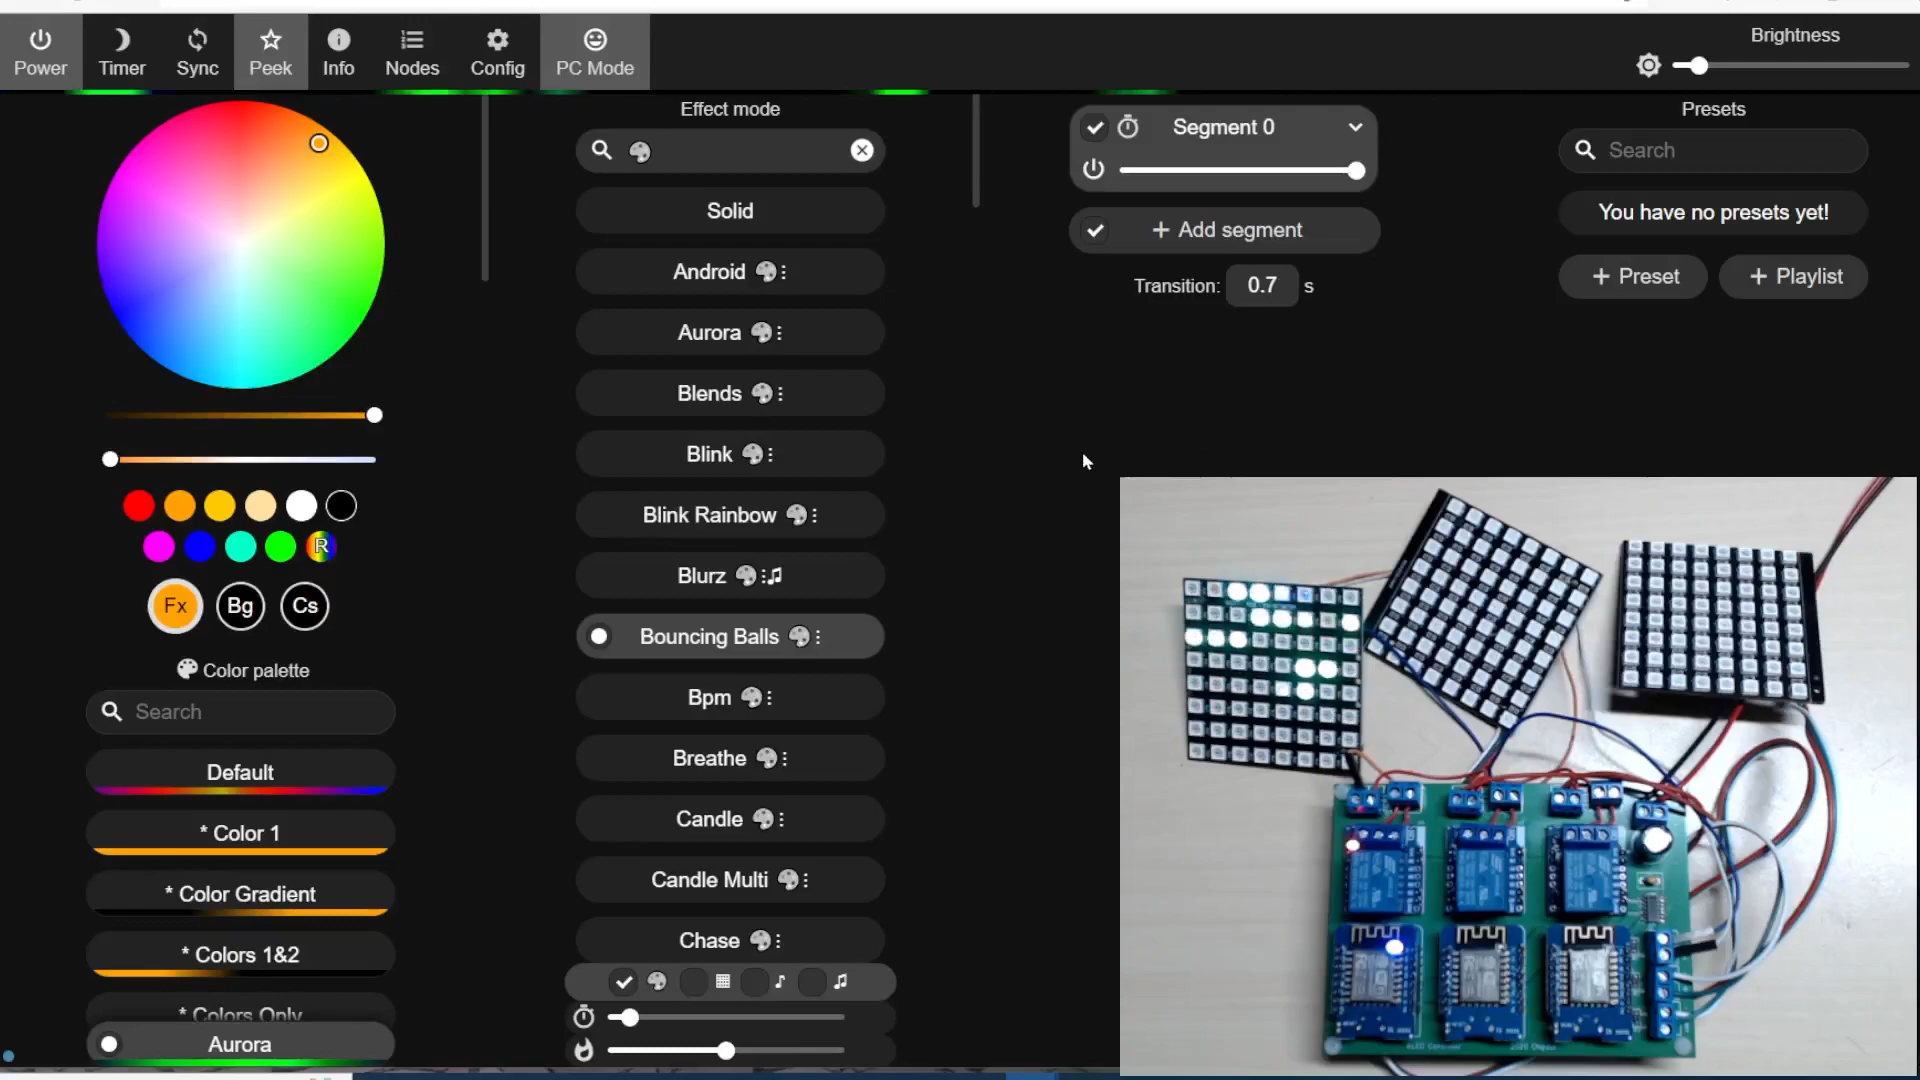 Power
Timer
Sync
Peek
Info
Nodes
Config
PC Mode
Brightness
R
Fx
Bg
Cs
Color palette
Search
Default
* Color 1
* Color Gradient
* Colors 1&2
* Colors Only
Aurora
Effect mode
Solid
Android
Aurora
Blends
Blink
Blink Rainbow
Blurz
Bouncing Balls
Bpm
Breathe
Candle
Candle Multi
Chase
Segment 0
+ Add segment
Transition: 0.7 s
Presets
Search
You have no presets yet!
+ Preset
+ Playlist